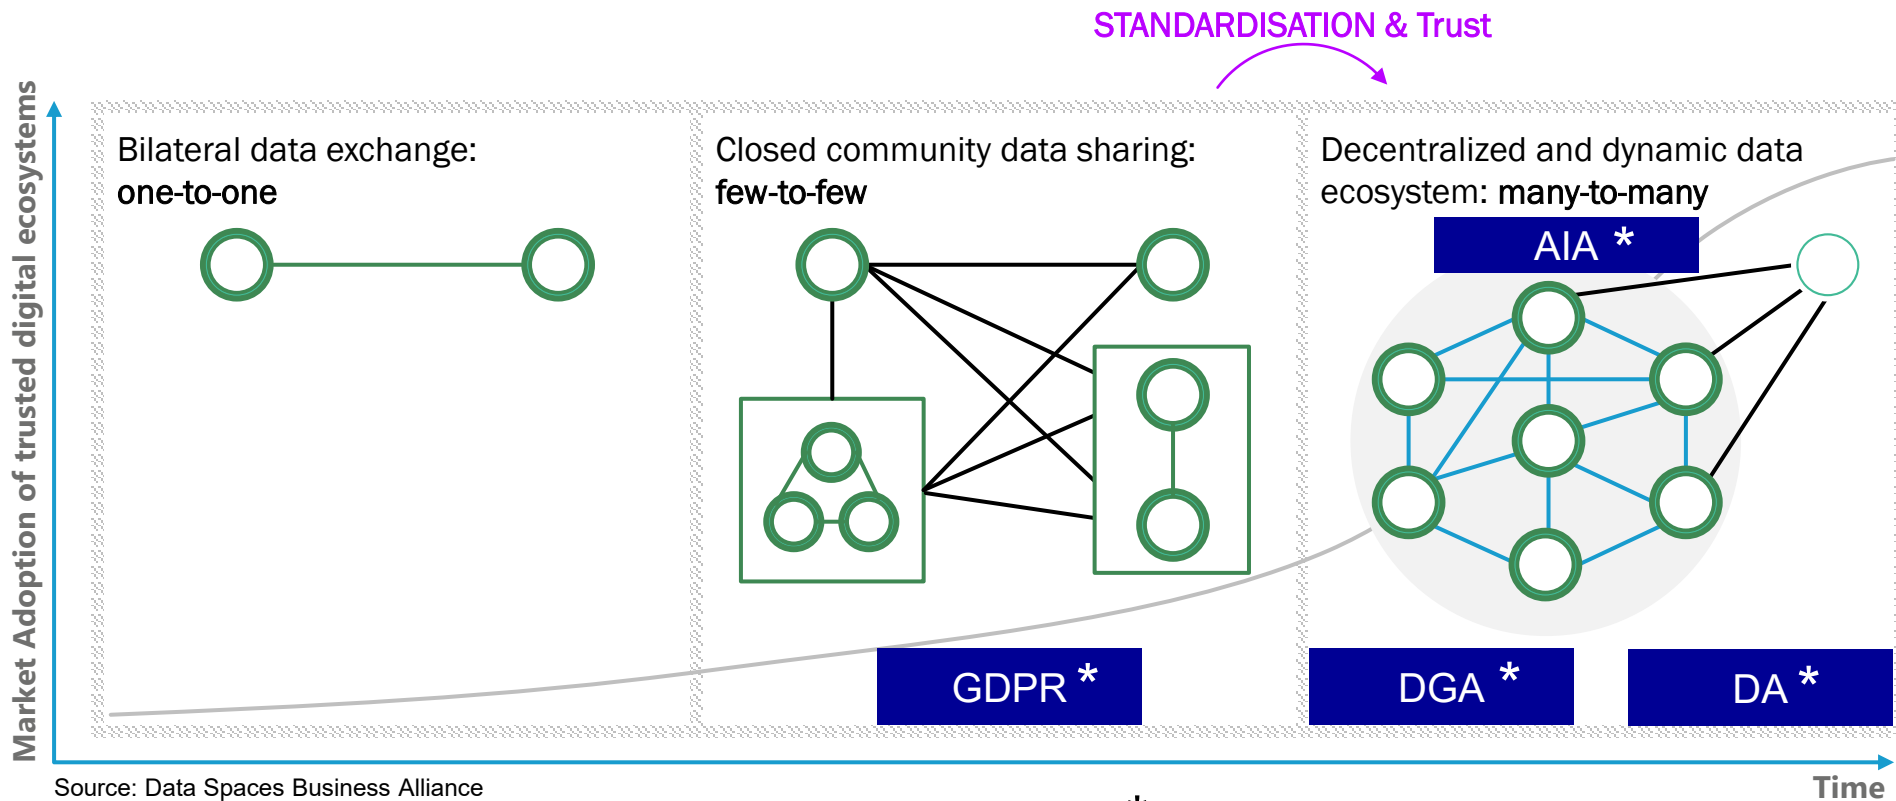 STANDARDISATION & Trust
Market Adoption of trusted digital ecosystems
Bilateral data exchange:
one-to-one
Closed community data sharing:
few-to-few
Decentralized and dynamic data
ecosystem: many-to-many
AIA *
GDPR *
DGA *
DA *
Source: Data Spaces Business Alliance
Time
*